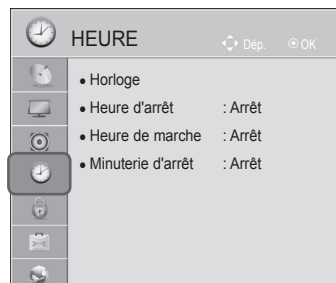 HEURE Dép. OK
• Horloge
• Heure d'arrêt : Arrêt
• Heure de marche : Arrêt
• Minuterie d'arrêt : Arrêt